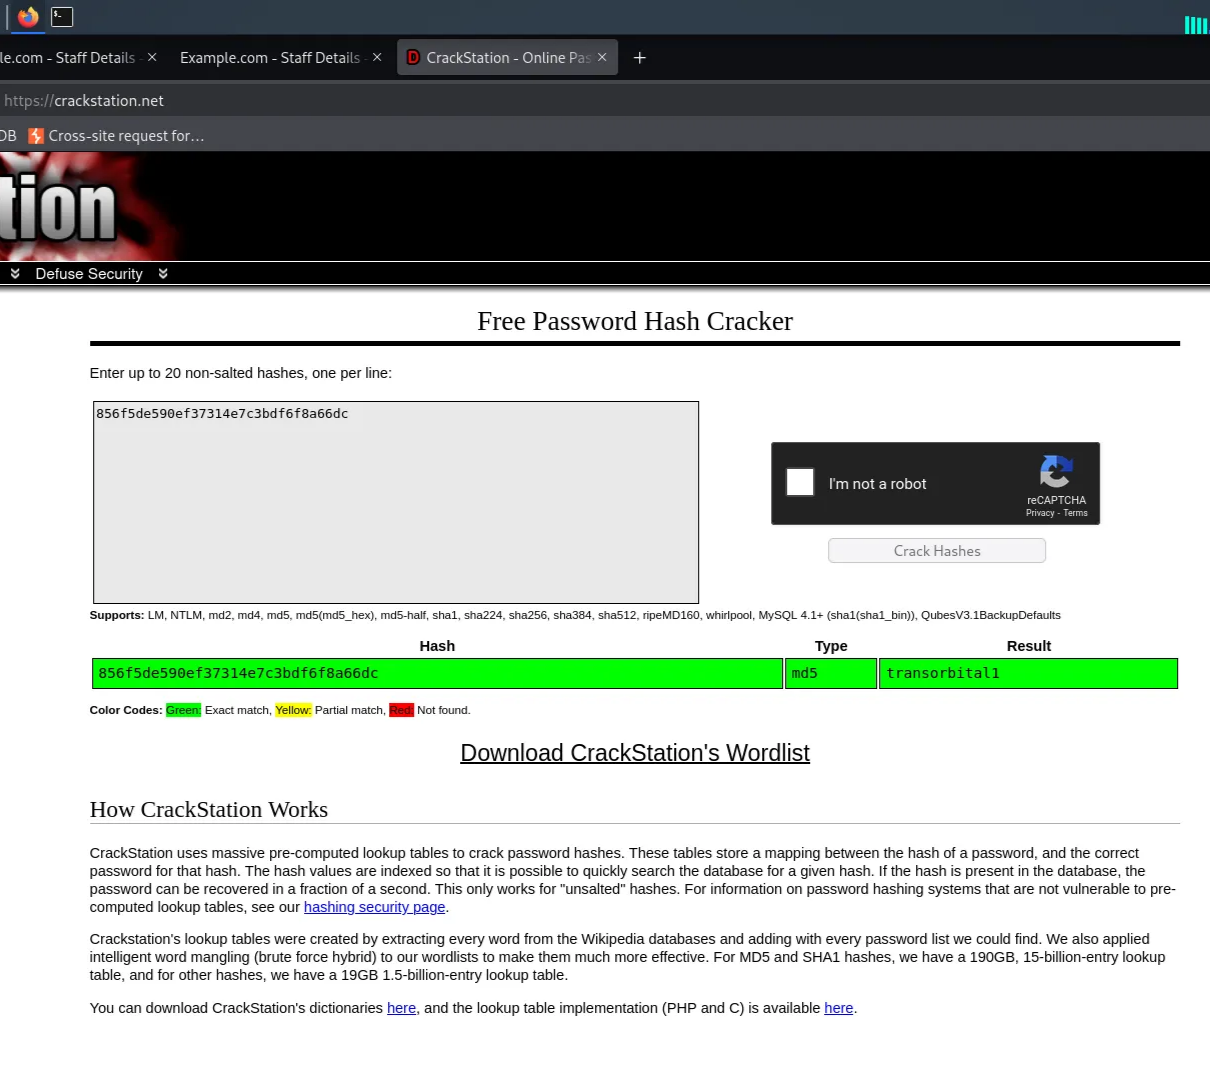 le.com - Staff Details
Example.com - Staff Details
CrackStation - Online Pas
https://crackstation.net
DB
Cross-site request for…
tion
Defuse Security
Free Password Hash Cracker
Enter up to 20 non-salted hashes, one per line:
856f5de590ef37314e7c3bdf6f8a66dc
I'm not a robot
reCAPTCHA
Privacy - Terms
Crack Hashes
Supports: LM, NTLM, md2, md4, md5, md5(md5_hex), md5-half, sha1, sha224, sha256, sha384, sha512, ripeMD160, whirlpool, MySQL 4.1+ (sha1(sha1_bin)), QubesV3.1BackupDefaults
Hash Type Result
856f5de590ef37314e7c3bdf6f8a66dc md5 transorbital1
Color Codes: Green: Exact match, Yellow: Partial match, Red: Not found.
Download CrackStation's Wordlist
How CrackStation Works
CrackStation uses massive pre-computed lookup tables to crack password hashes. These tables store a mapping between the hash of a password, and the correct
password for that hash. The hash values are indexed so that it is possible to quickly search the database for a given hash. If the hash is present in the database, the
password can be recovered in a fraction of a second. This only works for "unsalted" hashes. For information on password hashing systems that are not vulnerable to pre-
computed lookup tables, see our hashing security page.
Crackstation's lookup tables were created by extracting every word from the Wikipedia databases and adding with every password list we could find. We also applied
intelligent word mangling (brute force hybrid) to our wordlists to make them much more effective. For MD5 and SHA1 hashes, we have a 190GB, 15-billion-entry lookup
table, and for other hashes, we have a 19GB 1.5-billion-entry lookup table.
You can download CrackStation's dictionaries here, and the lookup table implementation (PHP and C) is available here.